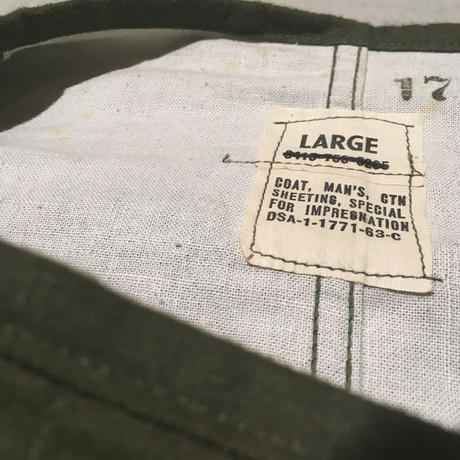 17
LARGE
COAT, MAN'S, CTN
SHEETING, SPECIAL
FOR IMPREGNATION
DSA-1-1771-63-C